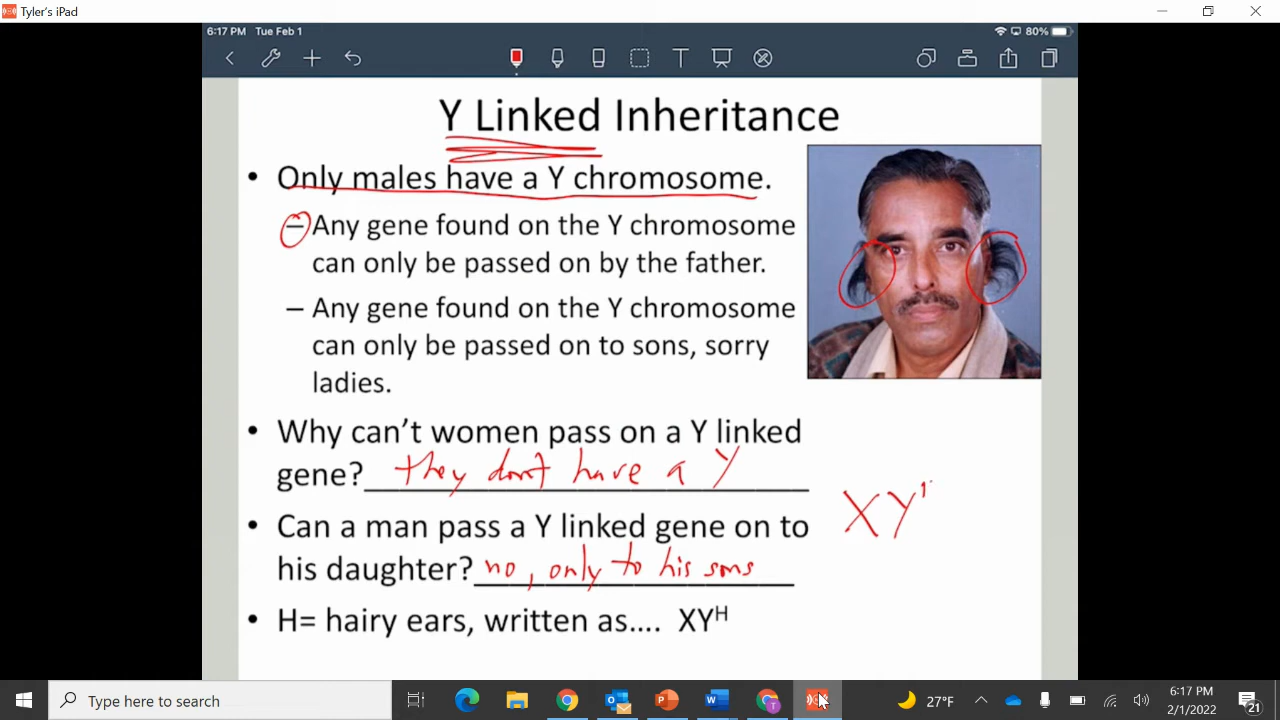 Tyler's iPad
6:17 PM Tue Feb 1
80%
Y Linked Inheritance
• Only males have a Y chromosome.
– Any gene found on the Y chromosome
can only be passed on by the father.
– Any gene found on the Y chromosome
can only be passed on to sons, sorry
ladies.
• Why can't women pass on a Y linked
gene? they don't have a Y
XY
• Can a man pass a Y linked gene on to
his daughter? no, only to his sons
• H= hairy ears, written as…. XYᴴ
Type here to search
27°F
6:17 PM
2/1/2022
21